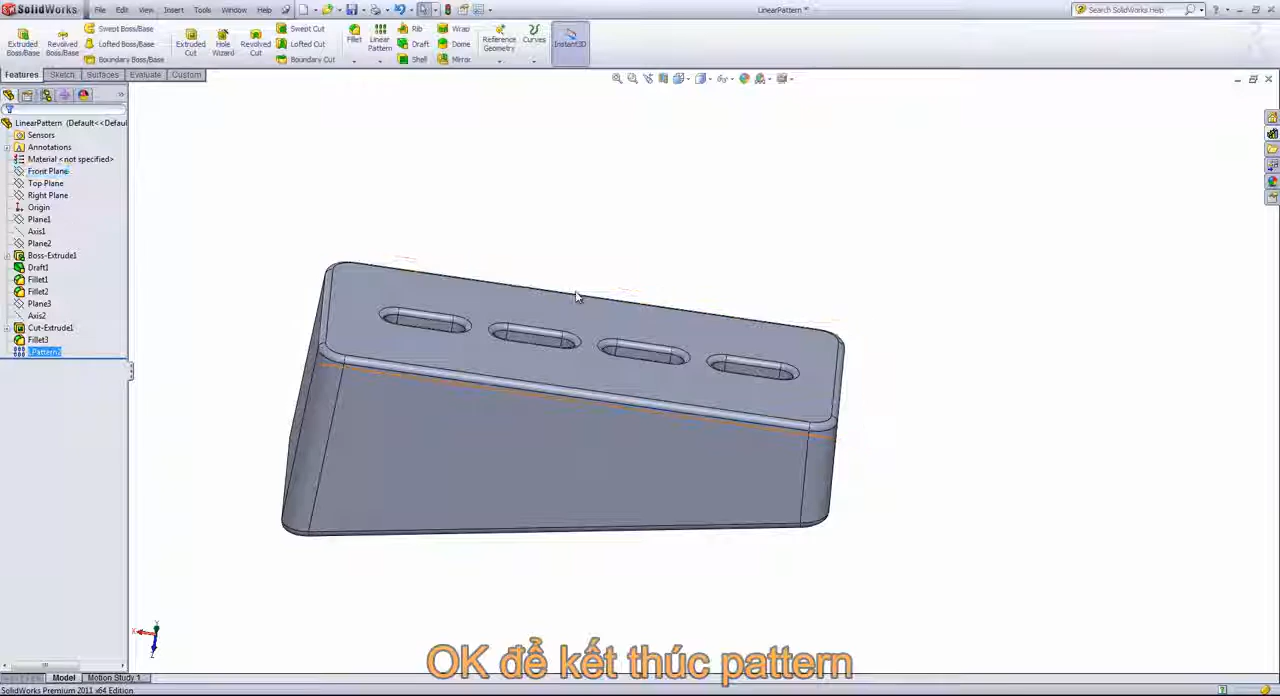 SolidWorks File Edit View Insert Tools Window Help LinearPattern * Search SolidWorks Help
Extruded Boss/Base
Revolved Boss/Base
Swept Boss/Base
Lofted Boss/Base
Boundary Boss/Base
Extruded Cut
Hole Wizard
Revolved Cut
Swept Cut
Lofted Cut
Boundary Cut
Fillet
Linear Pattern
Rib
Draft
Shell
Wrap
Dome
Mirror
Reference Geometry
Curves
Instant3D
Features Sketch Surfaces Evaluate Custom
LinearPattern (Default<<Defaul
Sensors
Annotations
Material <not specified>
Front Plane
Top Plane
Right Plane
Origin
Plane1
Axis1
Plane2
Boss-Extrude1
Draft1
Fillet1
Fillet2
Plane3
Axis2
Cut-Extrude1
Fillet3
LPattern2
X Y Z
OK để kết thúc pattern
Model Motion Study 1
SolidWorks Premium 2011 x64 Edition